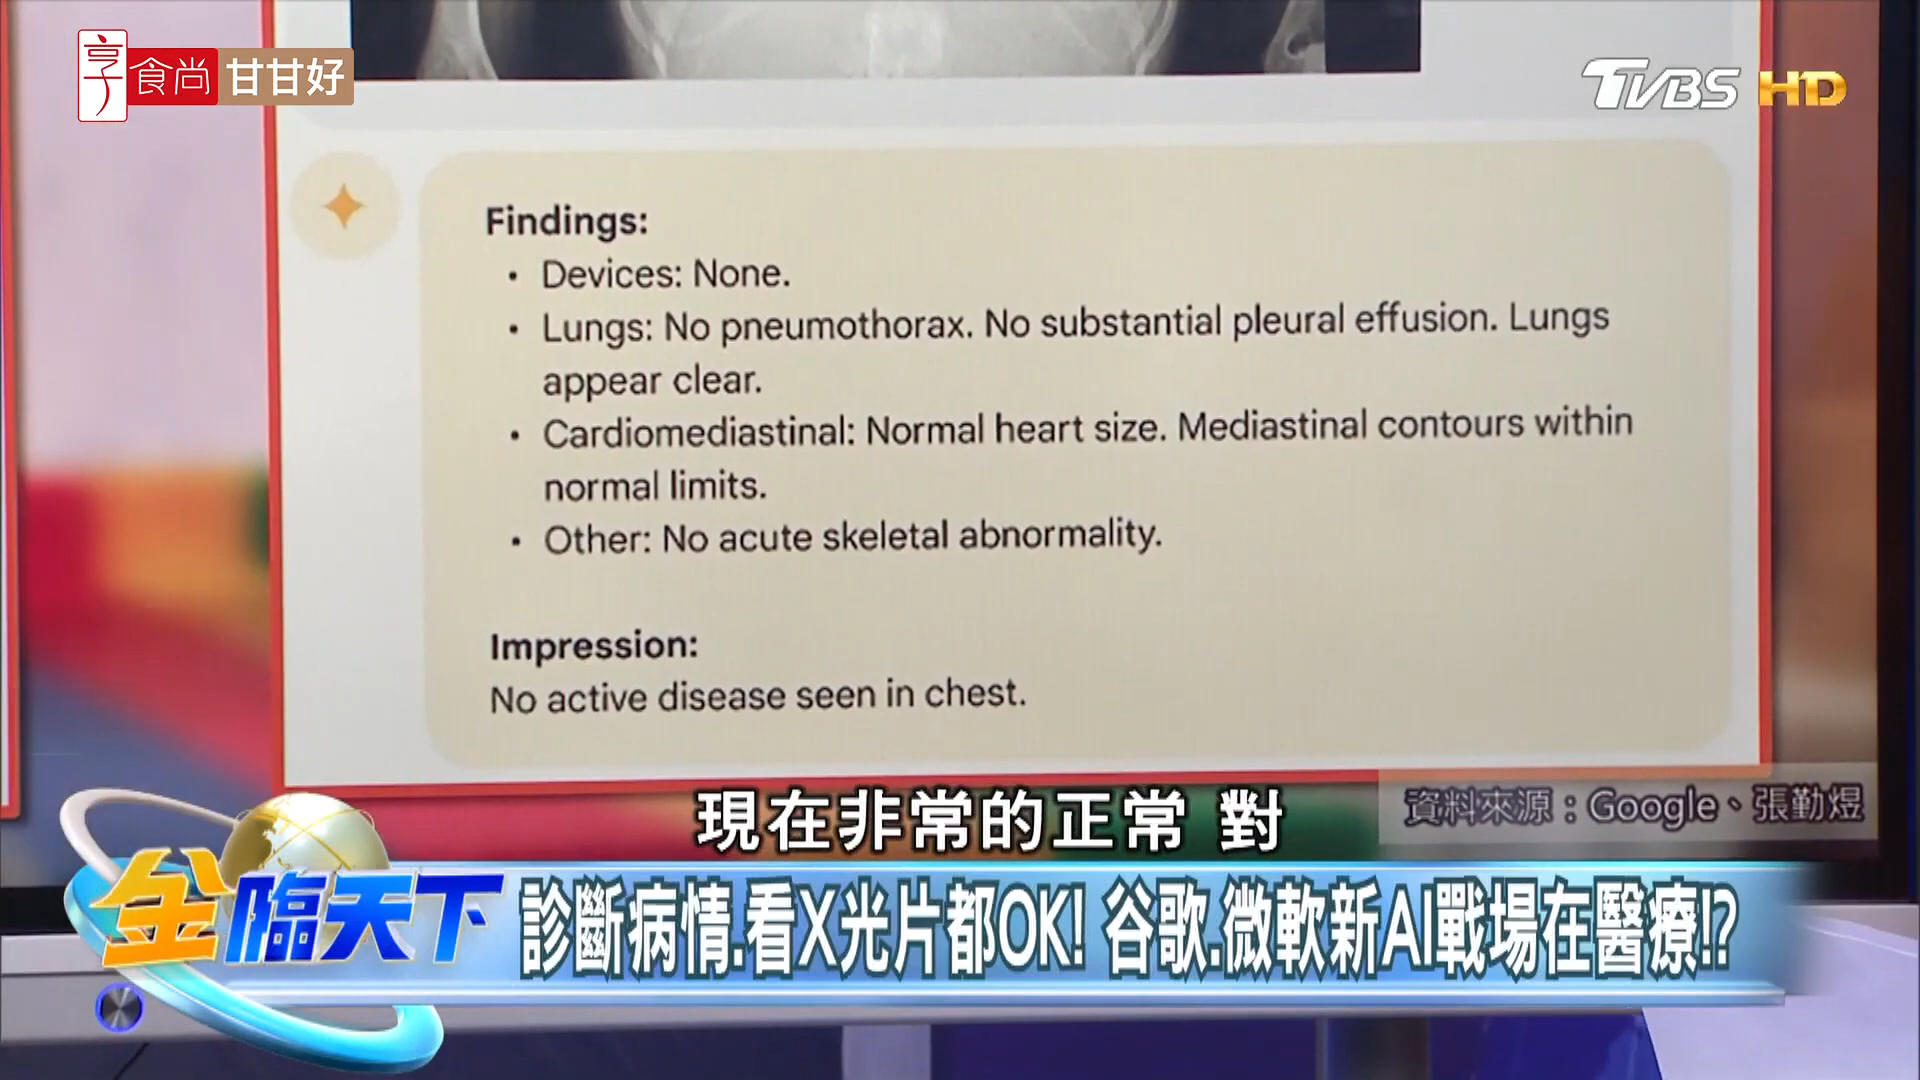 享食尚 甘甘好
TVBS HD
Findings:
• Devices: None.
• Lungs: No pneumothorax. No substantial pleural effusion. Lungs
appear clear.
• Cardiomediastinal: Normal heart size. Mediastinal contours within
normal limits.
• Other: No acute skeletal abnormality.
Impression:
No active disease seen in chest.
現在非常的正常 對
資料來源：Google、張勤煜
金臨天下
診斷病情.看X光片都OK! 谷歌.微軟新AI戰場在醫療!?